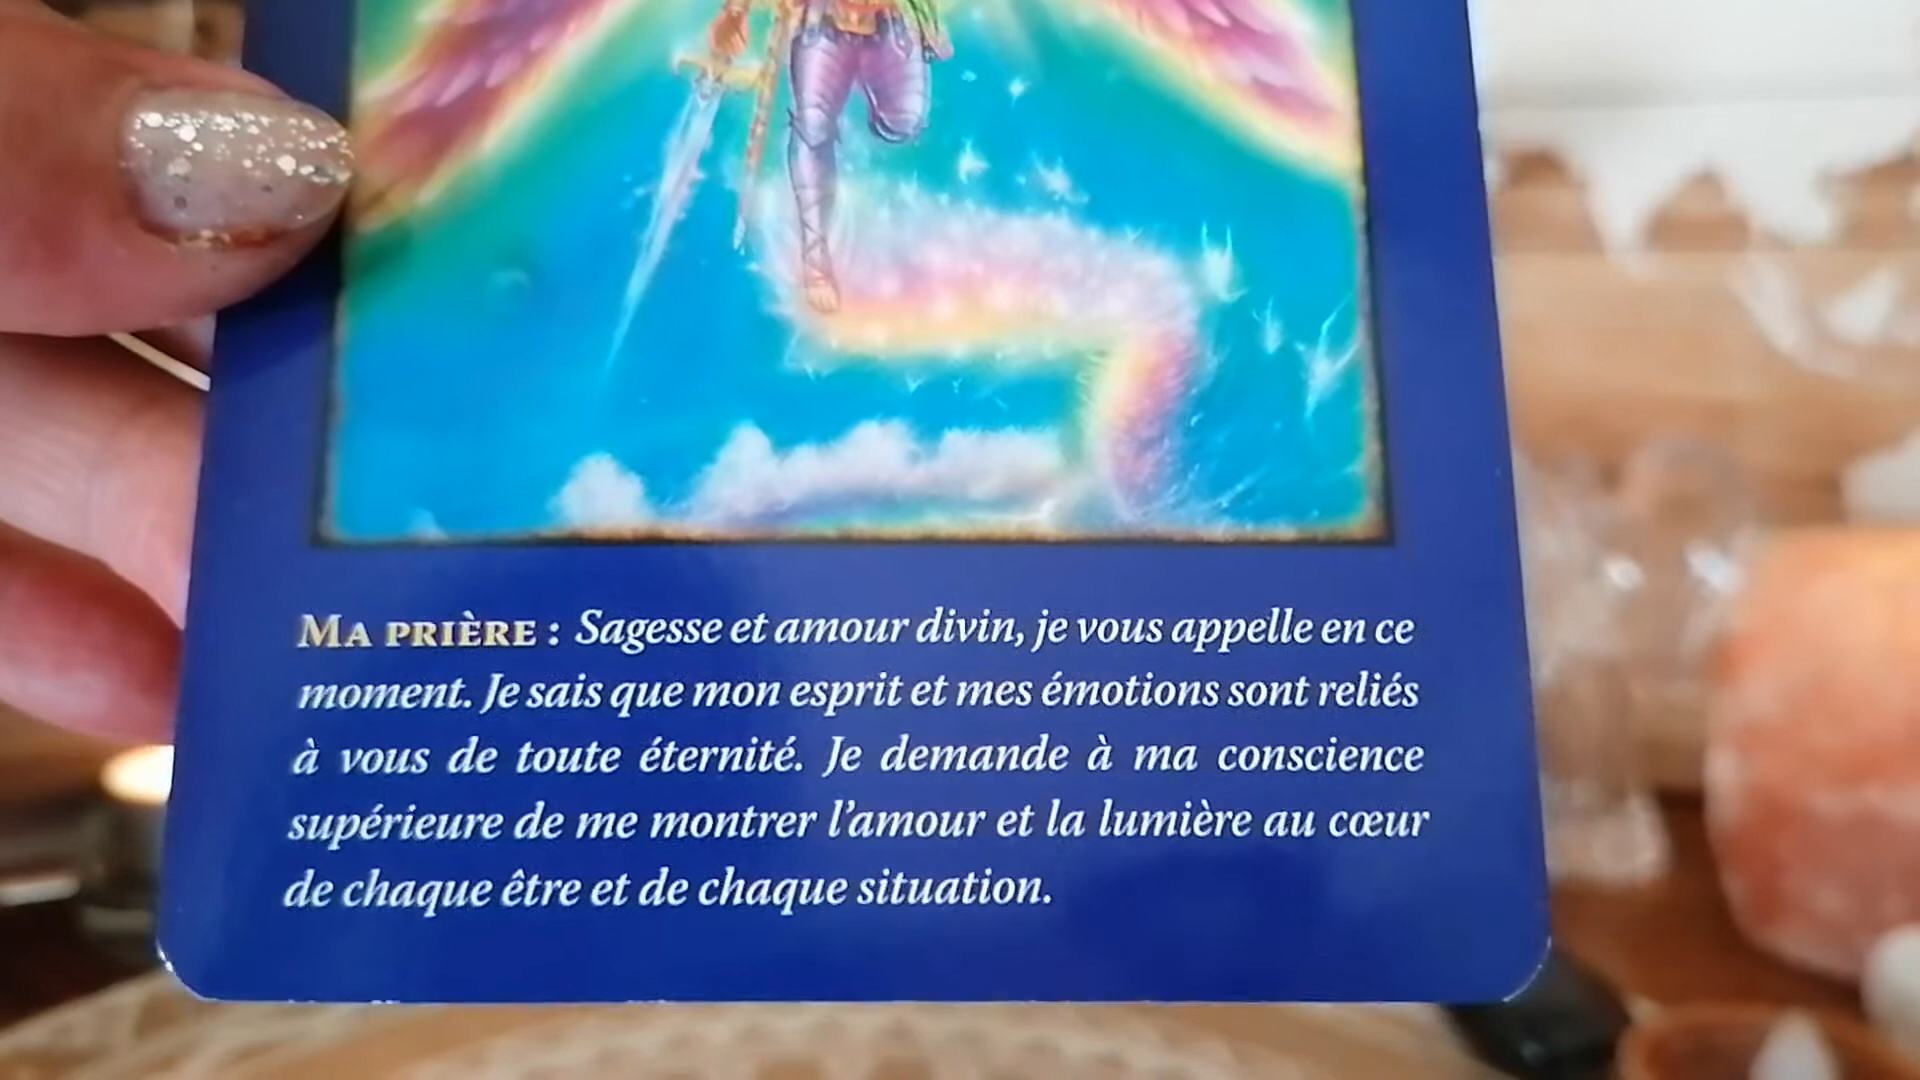 MA PRIÈRE : Sagesse et amour divin, je vous appelle en ce
moment. Je sais que mon esprit et mes émotions sont reliés
à vous de toute éternité. Je demande à ma conscience
supérieure de me montrer l'amour et la lumière au cœur
de chaque être et de chaque situation.